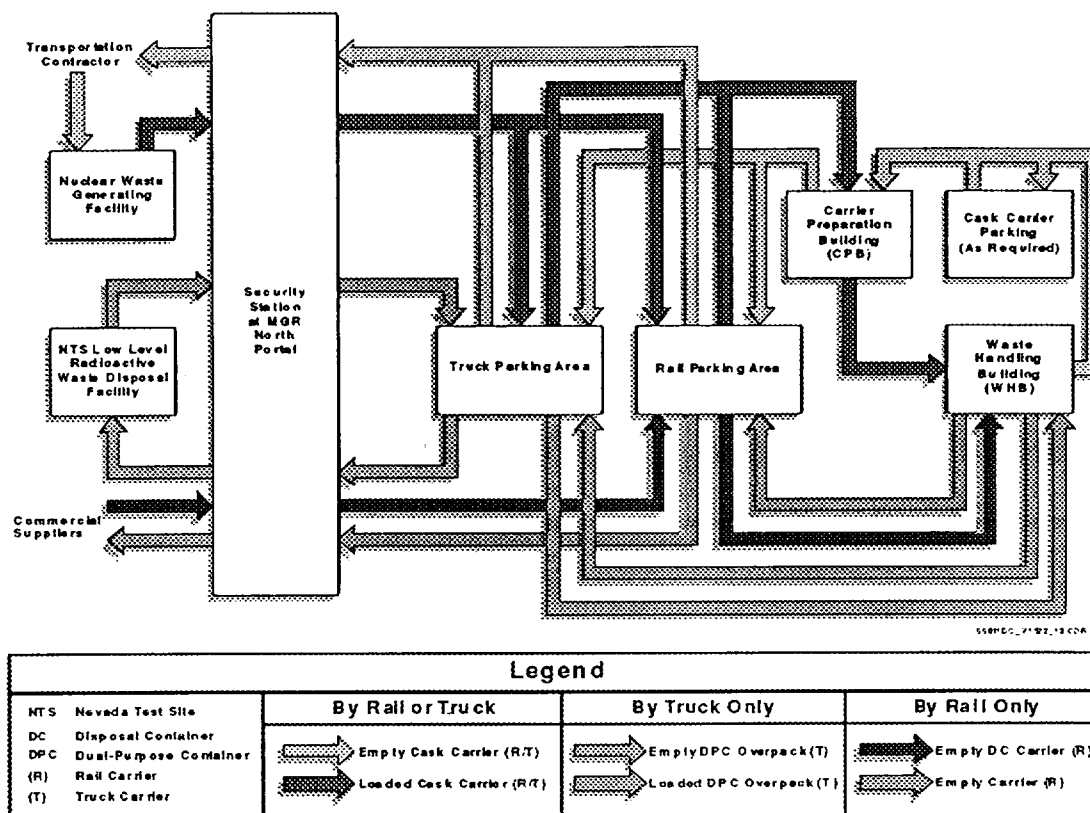 Transportation
Contractor
Nuclear Waste
Generating
Facility
NTS Low Level
Radioactive
Waste Disposal
Facility
Commercial
Suppliers
Security
Station
at MGR
North
Portal
Truck Parking Area
Rail Parking Area
Carrier
Preparation
Building
(CPB)
Cask Carrier
Parking
(As Required)
Waste
Handling
Building
(WHB)
Legend
NTS Nevada Test Site
DC Disposal Container
DPC Dual-Purpose Container
(R) Rail Carrier
(T) Truck Carrier
By Rail or Truck
Empty Cask Carrier (R/T)
Loaded Cask Carrier (R/T)
By Truck Only
Empty DPC Overpack (T)
Loaded DPC Overpack (T)
By Rail Only
Empty DC Carrier (R)
Empty Carrier (R)